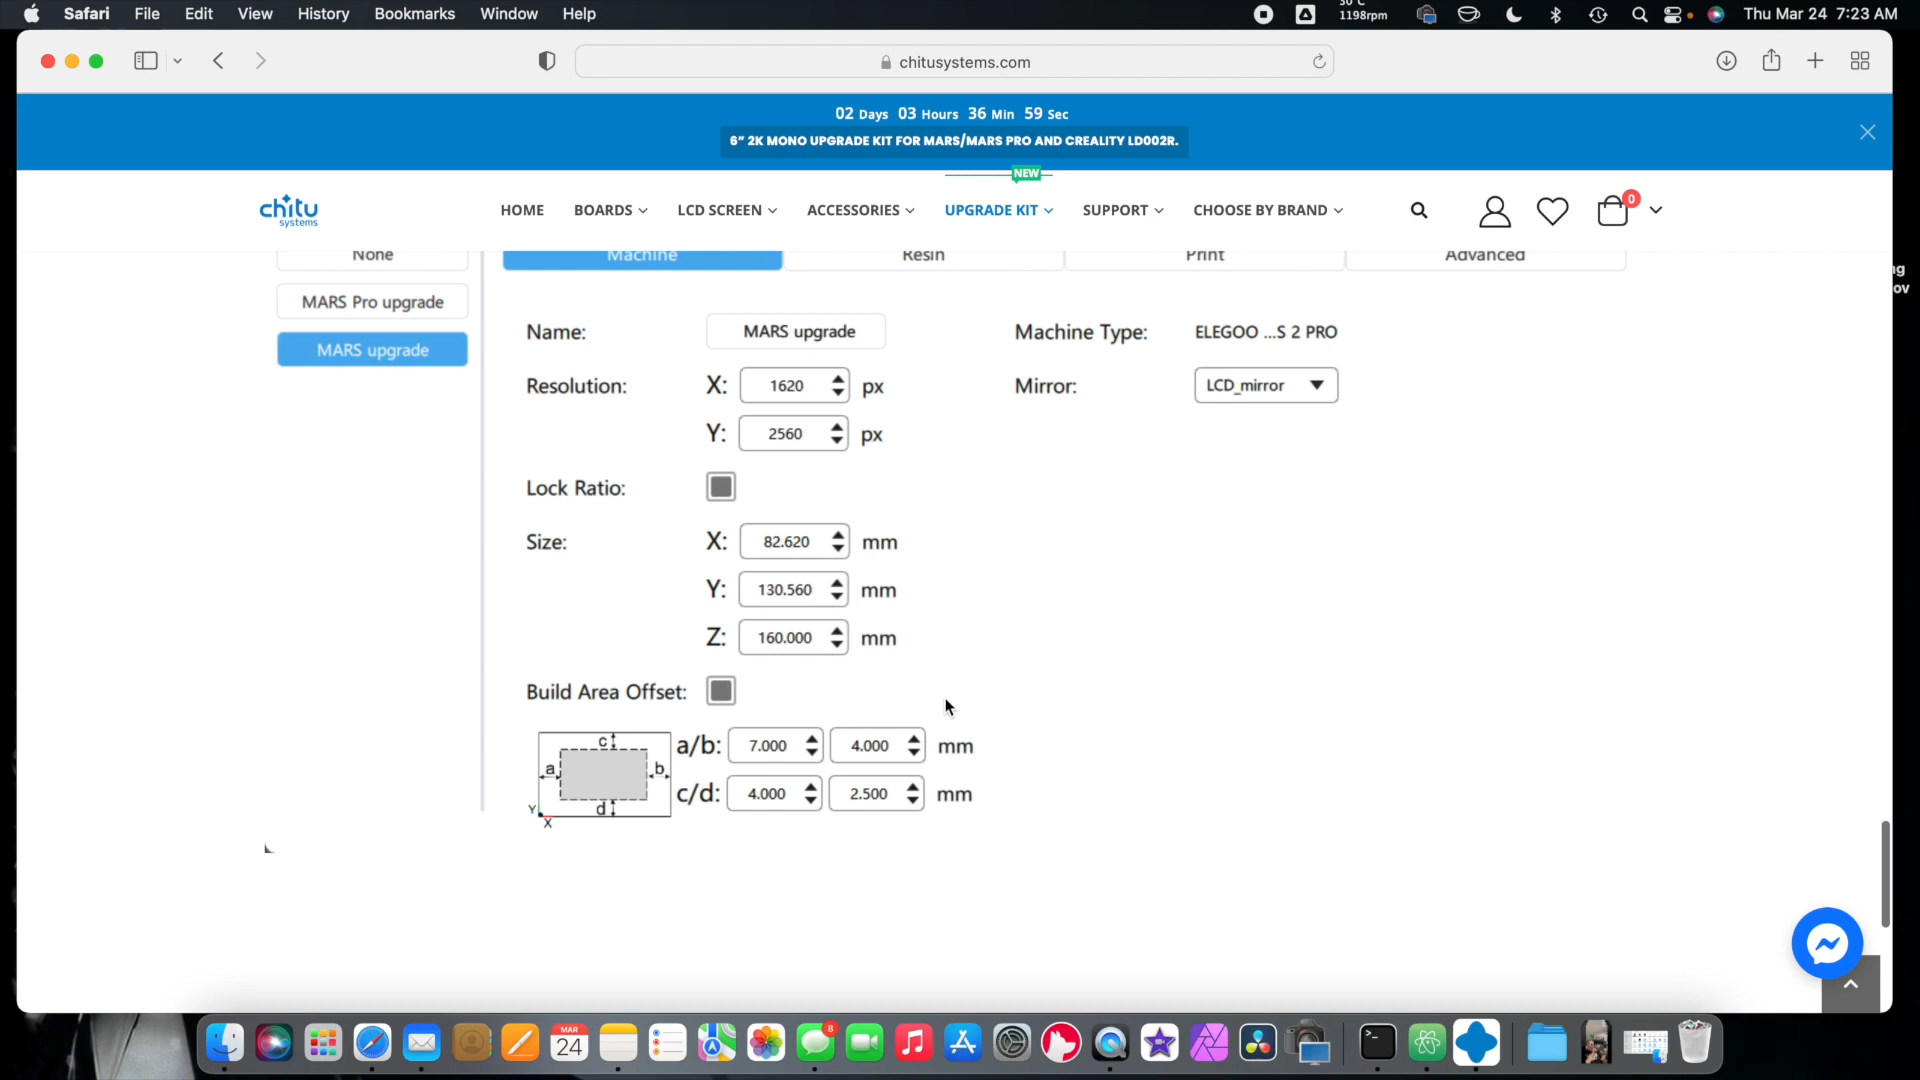 Safari File Edit View History Bookmarks Window Help
1198rpm
Thu Mar 24 7:23 AM
chitusystems.com
02 Days 03 Hours 36 Min 59 Sec
6” 2K MONO UPGRADE KIT FOR MARS/MARS PRO AND CREALITY LD002R.
NEW
chitu
systems
HOME BOARDS LCD SCREEN ACCESSORIES UPGRADE KIT SUPPORT CHOOSE BY BRAND
0
None Machine Resin Print Advanced
MARS Pro upgrade
MARS upgrade
Name: MARS upgrade Machine Type: ELEGOO ...S 2 PRO
Resolution: X: 1620 px Mirror: LCD_mirror
Y: 2560 px
Lock Ratio:
Size: X: 82.620 mm
Y: 130.560 mm
Z: 160.000 mm
Build Area Offset:
a/b: 7.000 4.000 mm
c/d: 4.000 2.500 mm
c
a b
d
Y
X
MAR
24
8